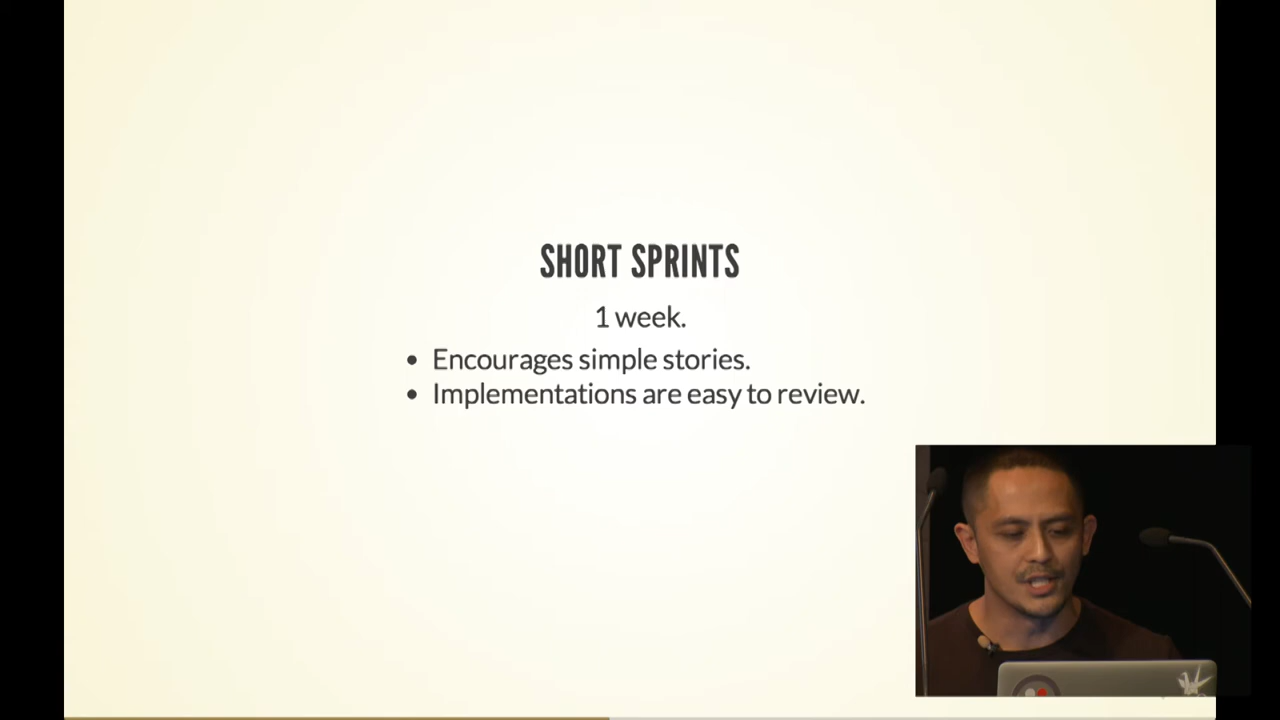 SHORT SPRINTS
1 week.
Encourages simple stories.
Implementations are easy to review.